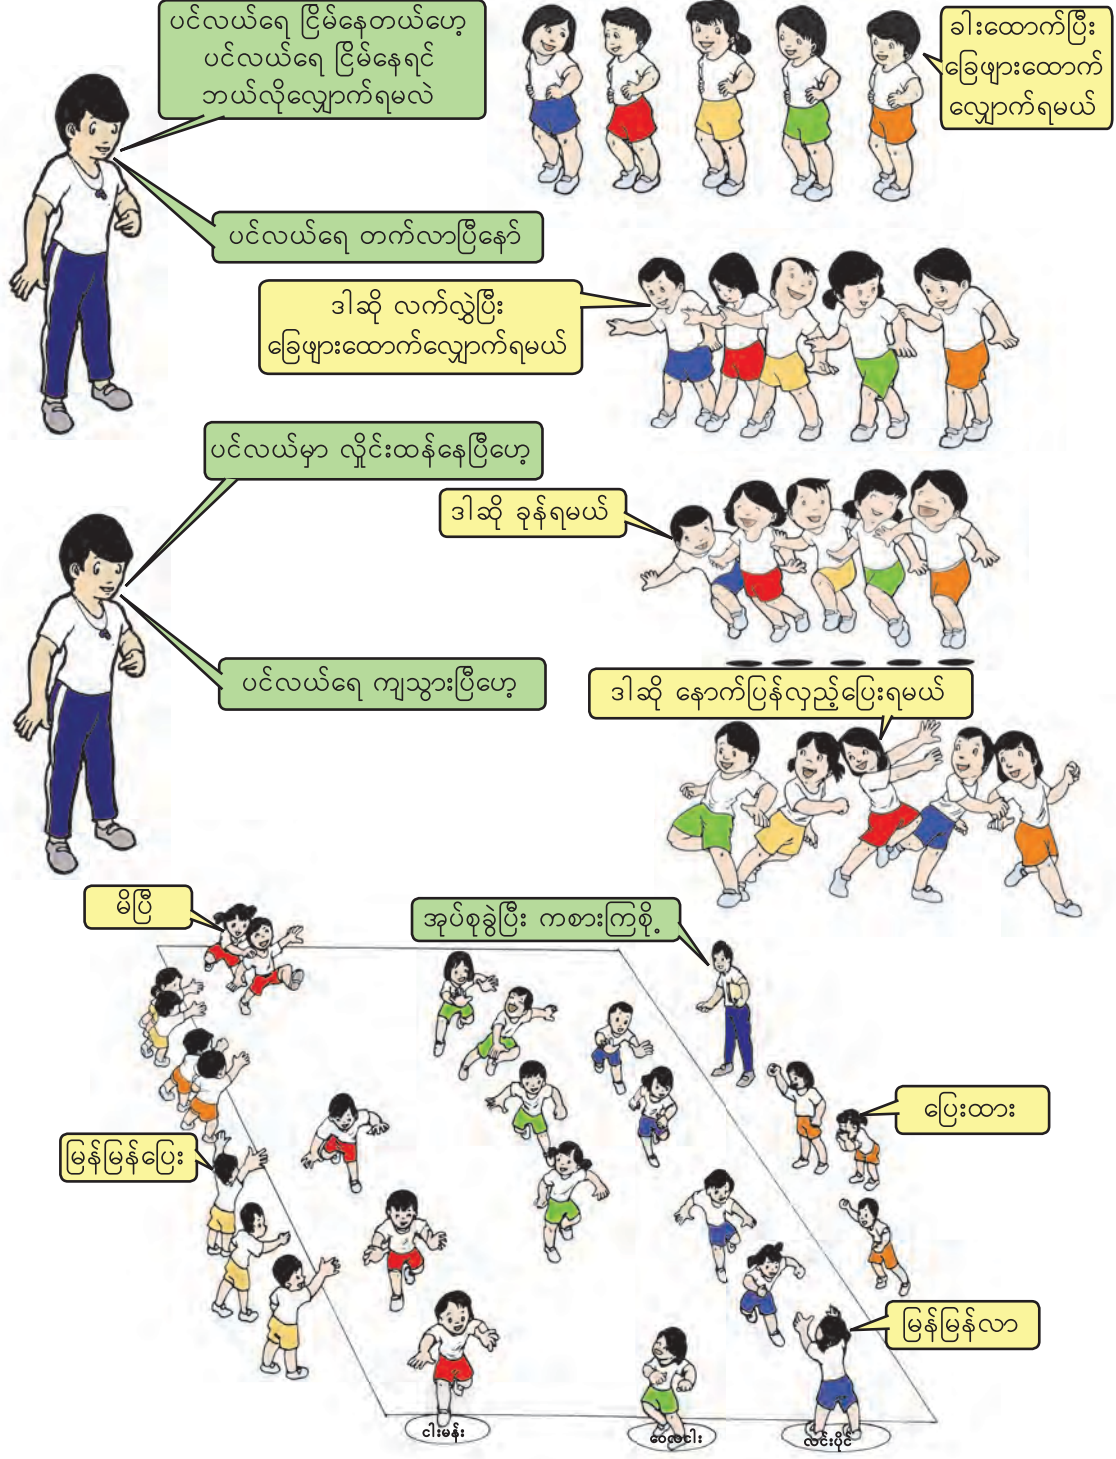 ပင်လယ်ရေ ငြိမ်နေတယ်ဟေ့
ပင်လယ်ရေ ငြိမ်နေရင်
ဘယ်လိုလျှောက်ရမလဲ
ခါးထောက်ပြီး
ခြေဖျားထောက်
လျှောက်ရမယ်
ပင်လယ်ရေ တက်လာပြီနော်
ဒါဆို လက်လွှဲပြီး
ခြေဖျားထောက်လျှောက်ရမယ်
ပင်လယ်မှာ လှိုင်းထန်နေပြီဟေ့
ဒါဆို ခုန်ရမယ်
ပင်လယ်ရေ ကျသွားပြီဟေ့
ဒါဆို နောက်ပြန်လှည့်ပြေးရမယ်
မိပြီ
အုပ်စုခွဲပြီး ကစားကြစို့
ပြေးထား
မြန်မြန်ပြေး
မြန်မြန်လာ
ငါးမန်း
ဝေလငါး
လင်းပိုင်